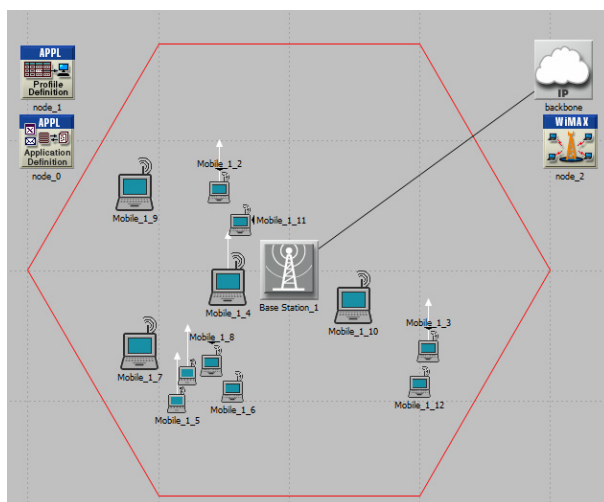 APPL
Profile
Definition
node_1
APPL
Application
Definition
node_0
IP
backbone
WiMAX
node_2
Mobile_1_2
Mobile_1_9
Mobile_1_11
Mobile_1_4
Base Station_1
Mobile_1_10
Mobile_1_3
Mobile_1_8
Mobile_1_7
Mobile_1_6
Mobile_1_5
Mobile_1_12